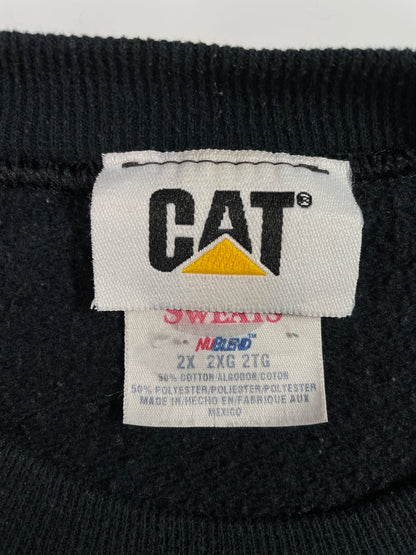 CAT®
SWEATS
NUBLEND™
2X 2XG 2TG
50% COTTON/ALGODON/COTON
50% POLYESTER/POLIESTER/POLYESTER
MADE IN/HECHO EN/FABRIQUE AUX
MEXICO